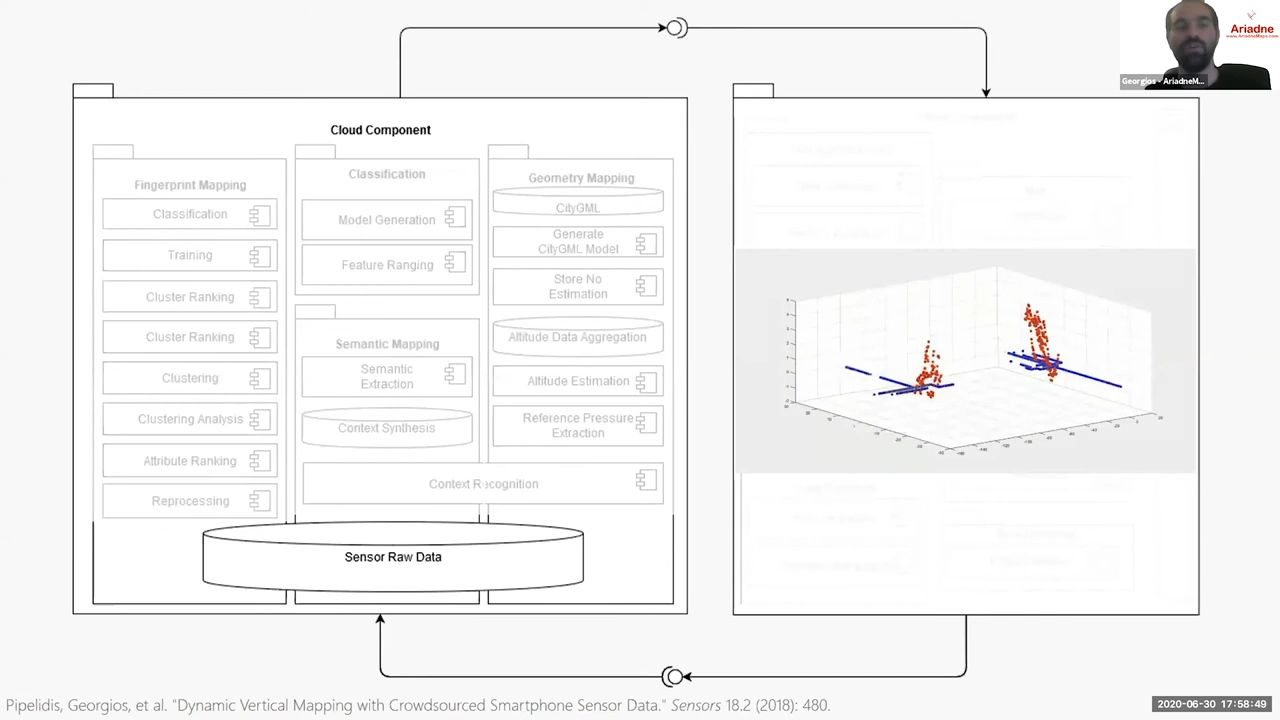 Ariadne
www.AriadneMaps.com
Georgios - AriadneM...
Cloud Component
Fingerprint Mapping
Classification
Training
Cluster Ranking
Cluster Ranking
Clustering
Clustering Analysis
Attribute Ranking
Reprocessing
Classification
Model Generation
Feature Ranging
Semantic Mapping
Semantic
Extraction
Context Synthesis
Context Recognition
Geometry Mapping
CityGML
Generate
CityGML Model
Store No
Estimation
Altitude Data Aggregation
Altitude Estimation
Reference Pressure
Extraction
Sensor Raw Data
Pipelidis, Georgios, et al. "Dynamic Vertical Mapping with Crowdsourced Smartphone Sensor Data." Sensors 18.2 (2018): 480.
2020-06-30 17:58:49